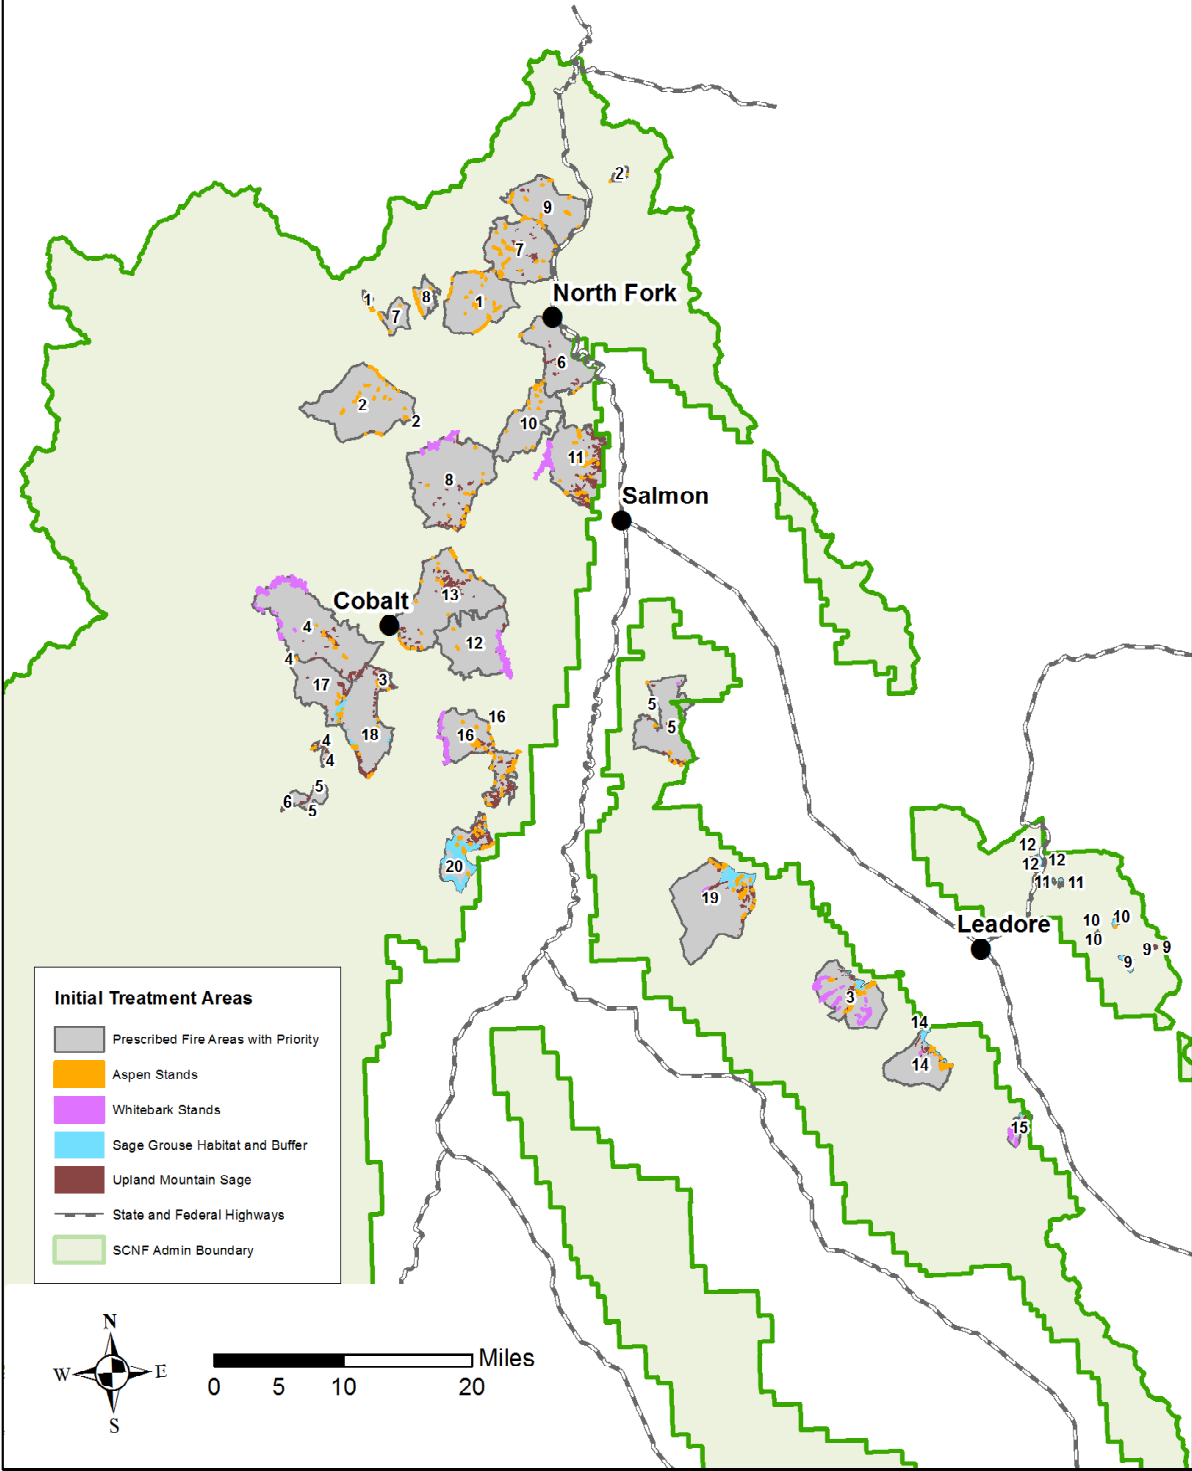 2
9
7
1
7
8
1
North Fork
6
2
2
10
11
8
Salmon
13
Cobalt
4
12
4
17
3
5
16
5
16
18
4
4
5
6
5
12
12
12
20
11
11
19
10
10
Leadore
10
9
9
9
3
14
14
15
Initial Treatment Areas
Prescribed Fire Areas with Priority
Aspen Stands
Whitebark Stands
Sage Grouse Habitat and Buffer
Upland Mountain Sage
State and Federal Highways
SCNF Admin Boundary
N
W E
S
Miles
0 5 10 20